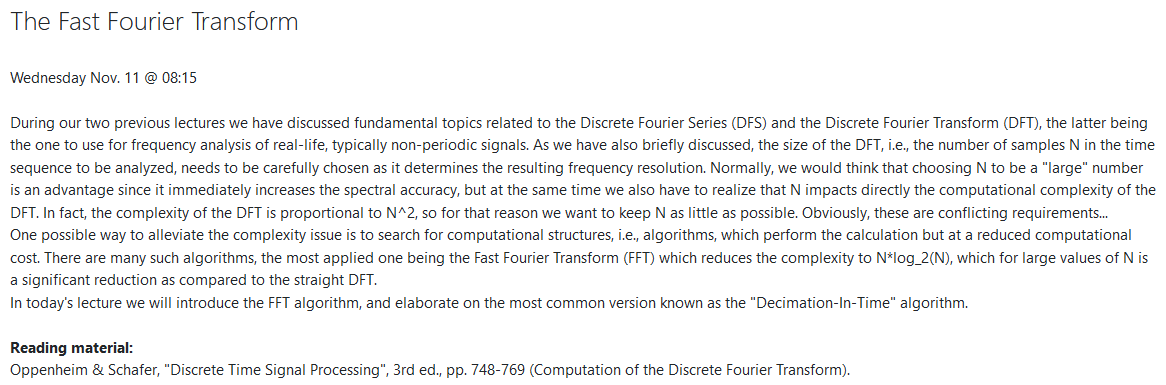 The Fast Fourier Transform
Wednesday Nov. 11 @ 08:15
During our two previous lectures we have discussed fundamental topics related to the Discrete Fourier Series (DFS) and the Discrete Fourier Transform (DFT), the latter being
the one to use for frequency analysis of real-life, typically non-periodic signals. As we have also briefly discussed, the size of the DFT, i.e., the number of samples N in the time
sequence to be analyzed, needs to be carefully chosen as it determines the resulting frequency resolution. Normally, we would think that choosing N to be a "large" number
is an advantage since it immediately increases the spectral accuracy, but at the same time we also have to realize that N impacts directly the computational complexity of the
DFT. In fact, the complexity of the DFT is proportional to N^2, so for that reason we want to keep N as little as possible. Obviously, these are conflicting requirements...
One possible way to alleviate the complexity issue is to search for computational structures, i.e., algorithms, which perform the calculation but at a reduced computational
cost. There are many such algorithms, the most applied one being the Fast Fourier Transform (FFT) which reduces the complexity to N*log_2(N), which for large values of N is
a significant reduction as compared to the straight DFT.
In today's lecture we will introduce the FFT algorithm, and elaborate on the most common version known as the "Decimation-In-Time" algorithm.
Reading material:
Oppenheim & Schafer, "Discrete Time Signal Processing", 3rd ed., pp. 748-769 (Computation of the Discrete Fourier Transform).